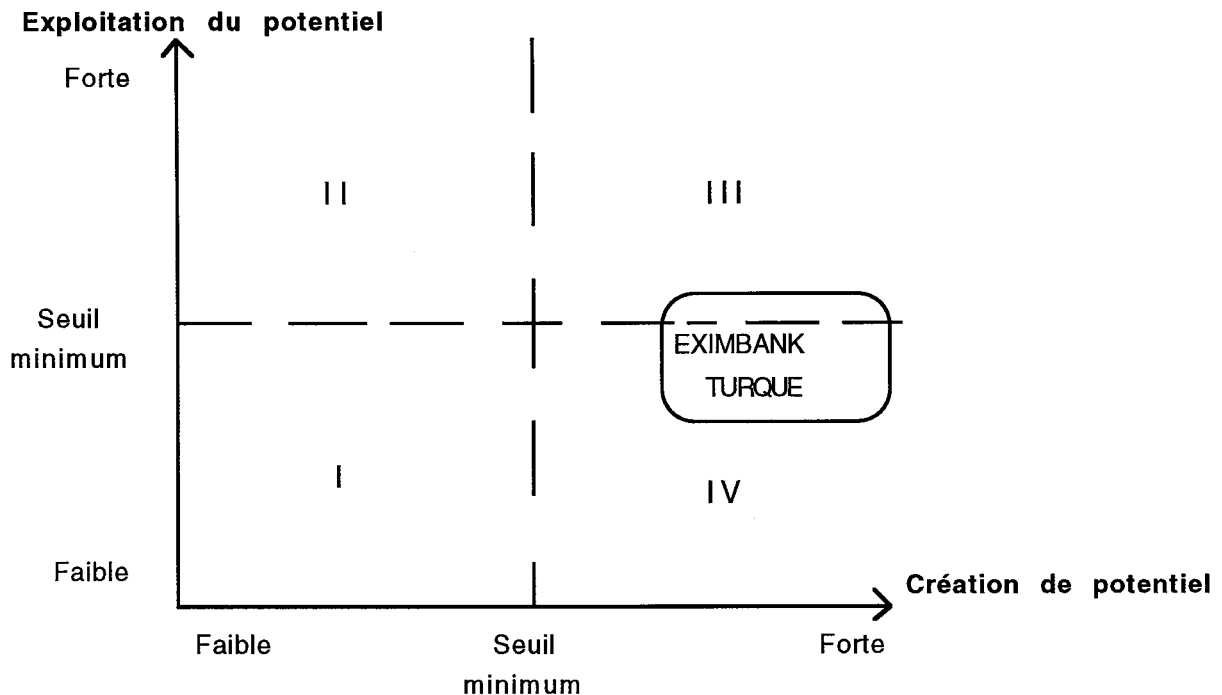 Exploitation du potentiel
Forte
II
III
Seuil
minimum
EXIMBANK
TURQUE
I
IV
Faible
Création de potentiel
Faible
Seuil
minimum
Forte